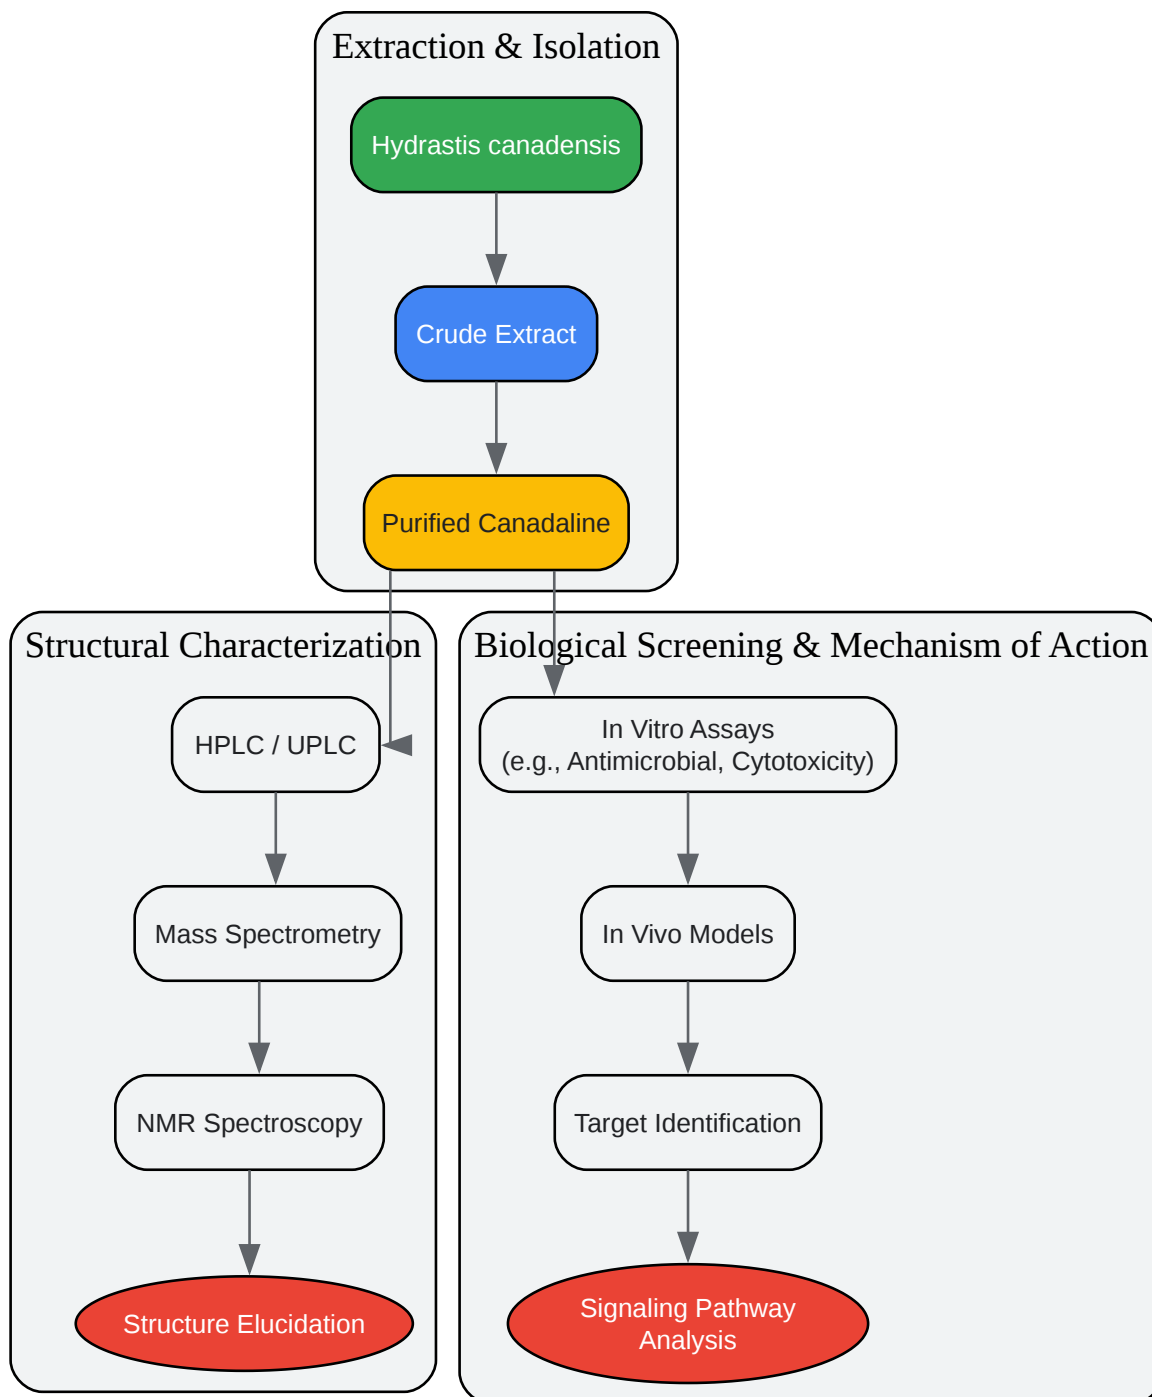 Extraction & Isolation
Hydrastis canadensis
Crude Extract
Purified Canadaline
Structural Characterization
HPLC / UPLC
Mass Spectrometry
NMR Spectroscopy
Structure Elucidation
Biological Screening & Mechanism of Action
In Vitro Assays
(e.g., Antimicrobial, Cytotoxicity)
In Vivo Models
Target Identification
Signaling Pathway
Analysis